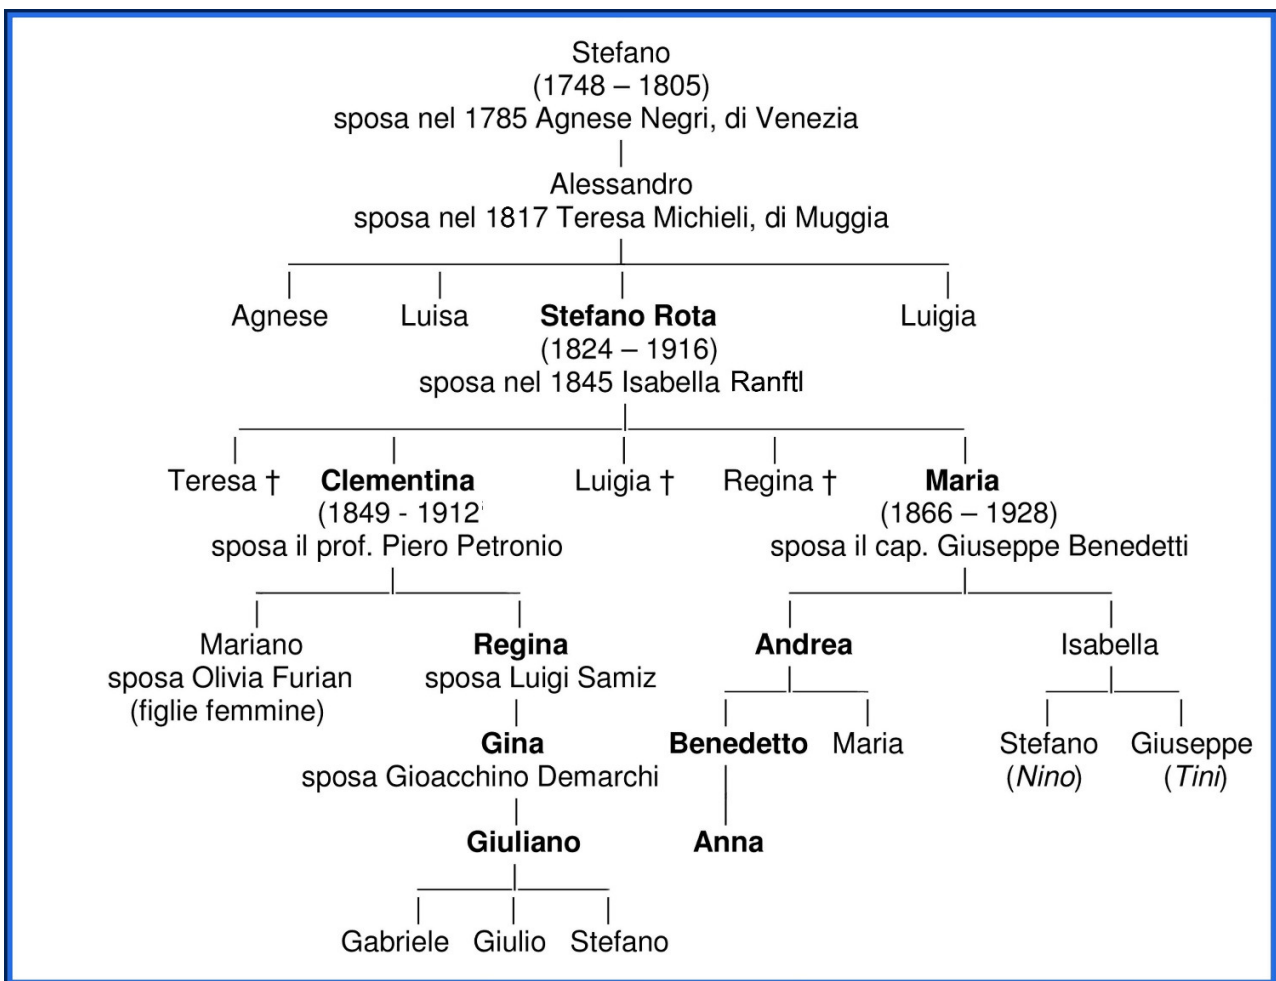 Stefano
(1748 – 1805)
sposa nel 1785 Agnese Negri, di Venezia
Alessandro
sposa nel 1817 Teresa Michieli, di Muggia
Agnese Luisa Stefano Rota Luigia
(1824 – 1916)
sposa nel 1845 Isabella Ranftl
Teresa † Clementina Luigia † Regina † Maria
(1849 - 1912 (1866 – 1928)
sposa il prof. Piero Petronio sposa il cap. Giuseppe Benedetti
Mariano Regina Andrea Isabella
sposa Olivia Furian sposa Luigi Samiz
(figlie femmine)
Gina Benedetto Maria Stefano Giuseppe
sposa Gioacchino Demarchi (Nino) (Tini)
Giuliano Anna
Gabriele Giulio Stefano